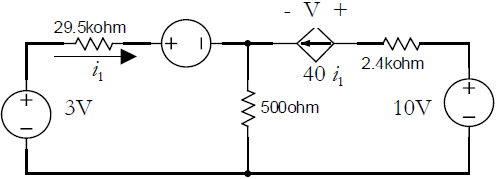 - V +
29.5kohm
+ -
i1
40 i1
2.4kohm
+
3V
-
500ohm
10V
+
-